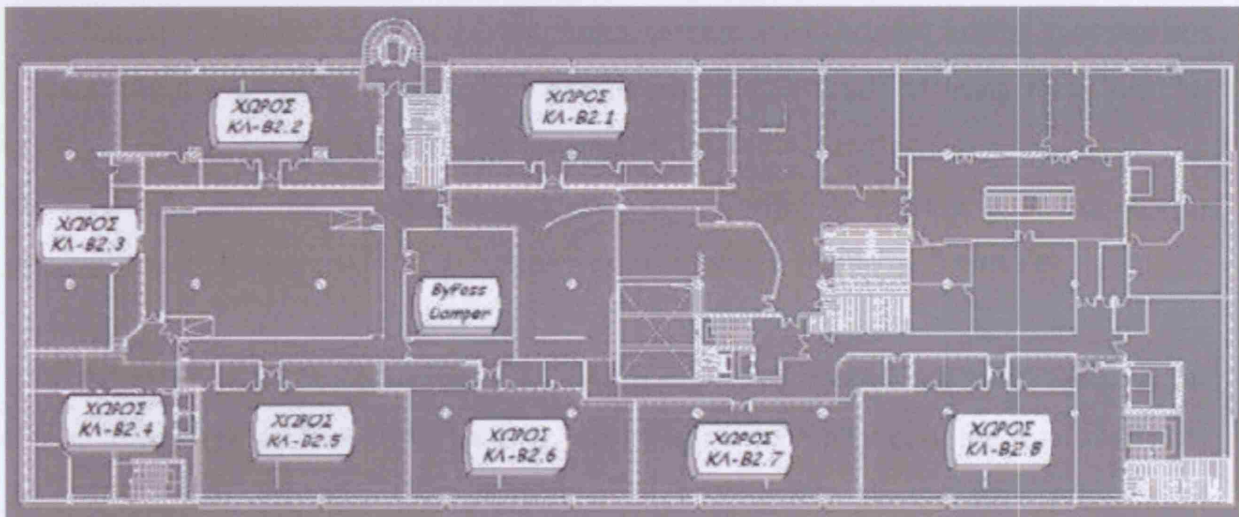 ΧΩΡΟΣ
ΚΛ-Β2.2
ΧΩΡΟΣ
ΚΛ-Β2.1
ΧΩΡΟΣ
ΚΛ-Β2.3
ByPass
Damper
ΧΩΡΟΣ
ΚΛ-Β2.4
ΧΩΡΟΣ
ΚΛ-Β2.5
ΧΩΡΟΣ
ΚΛ-Β2.6
ΧΩΡΟΣ
ΚΛ-Β2.7
ΧΩΡΟΣ
ΚΛ-Β2.8